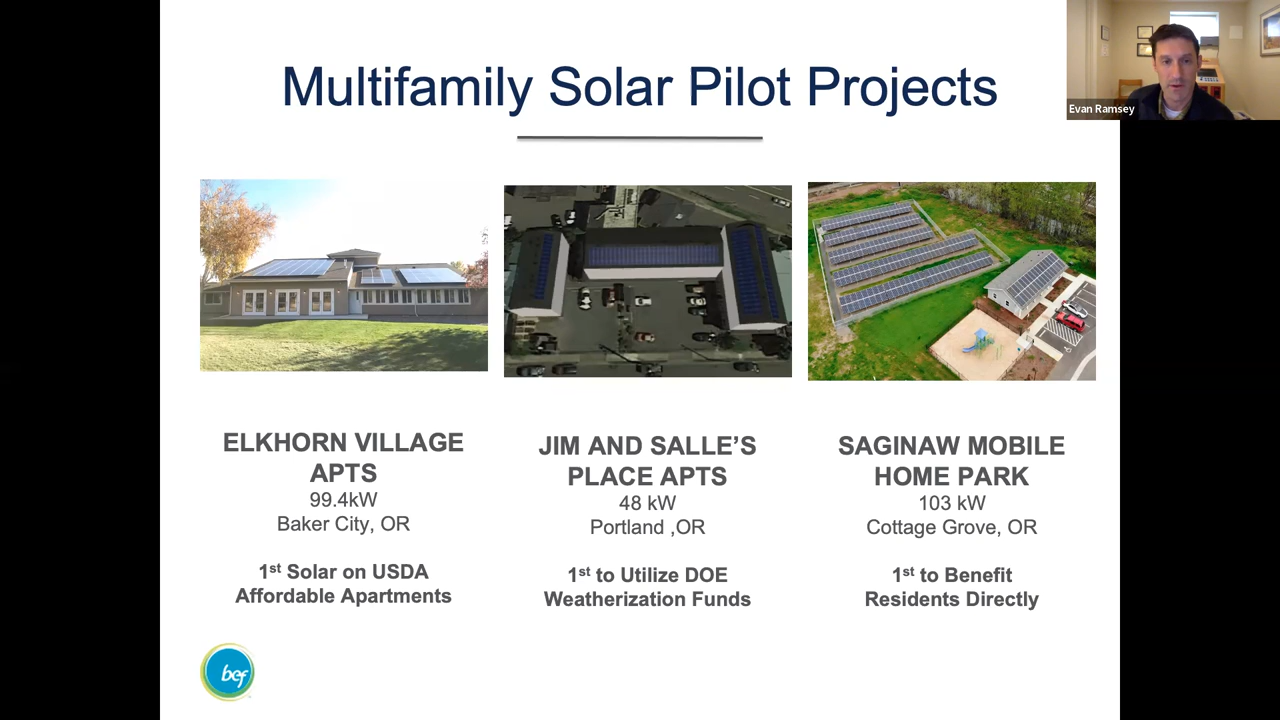 Multifamily Solar Pilot Projects
Evan Ramsey
ELKHORN VILLAGE
APTS
99.4kW
Baker City, OR
1st Solar on USDA
Affordable Apartments
JIM AND SALLE’S
PLACE APTS
48 kW
Portland ,OR
1st to Utilize DOE
Weatherization Funds
SAGINAW MOBILE
HOME PARK
103 kW
Cottage Grove, OR
1st to Benefit
Residents Directly
bef